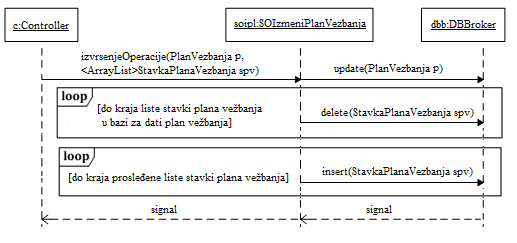 c:Controller
soipl:SOIzmeniPlanVezbanja
dbb:DBBroker
izvrsenjeOperacije(PlanVezbanja p,
<ArrayList>StavkaPlanaVezbanja spv)
update(PlanVezbanja p)
loop
[do kraja liste stavki plana vežbanja
u bazi za dati plan vežbanja]
delete(StavkaPlanaVezbanja spv)
loop
[do kraja prosleđene liste stavki plana vežbanja]
insert(StavkaPlanaVezbanja spv)
signal
signal